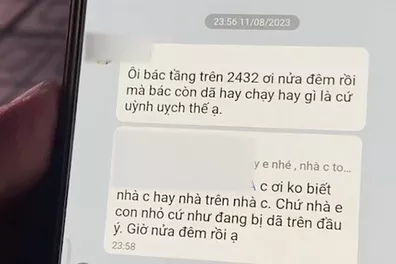 23:56 11/08/2023
Ôi bác tầng trên 2432 ơi nửa đêm rồi
mà bác còn dã hay chạy hay gì là cứ
uỳnh uỵch thế ạ.
y e nhé , nhà c to...
c ơi ko biết
nhà c hay nhà trên nhà c. Chứ nhà e
con nhỏ cứ như đang bị dã trên đầu
ý. Giờ nửa đêm rồi ạ
23:58